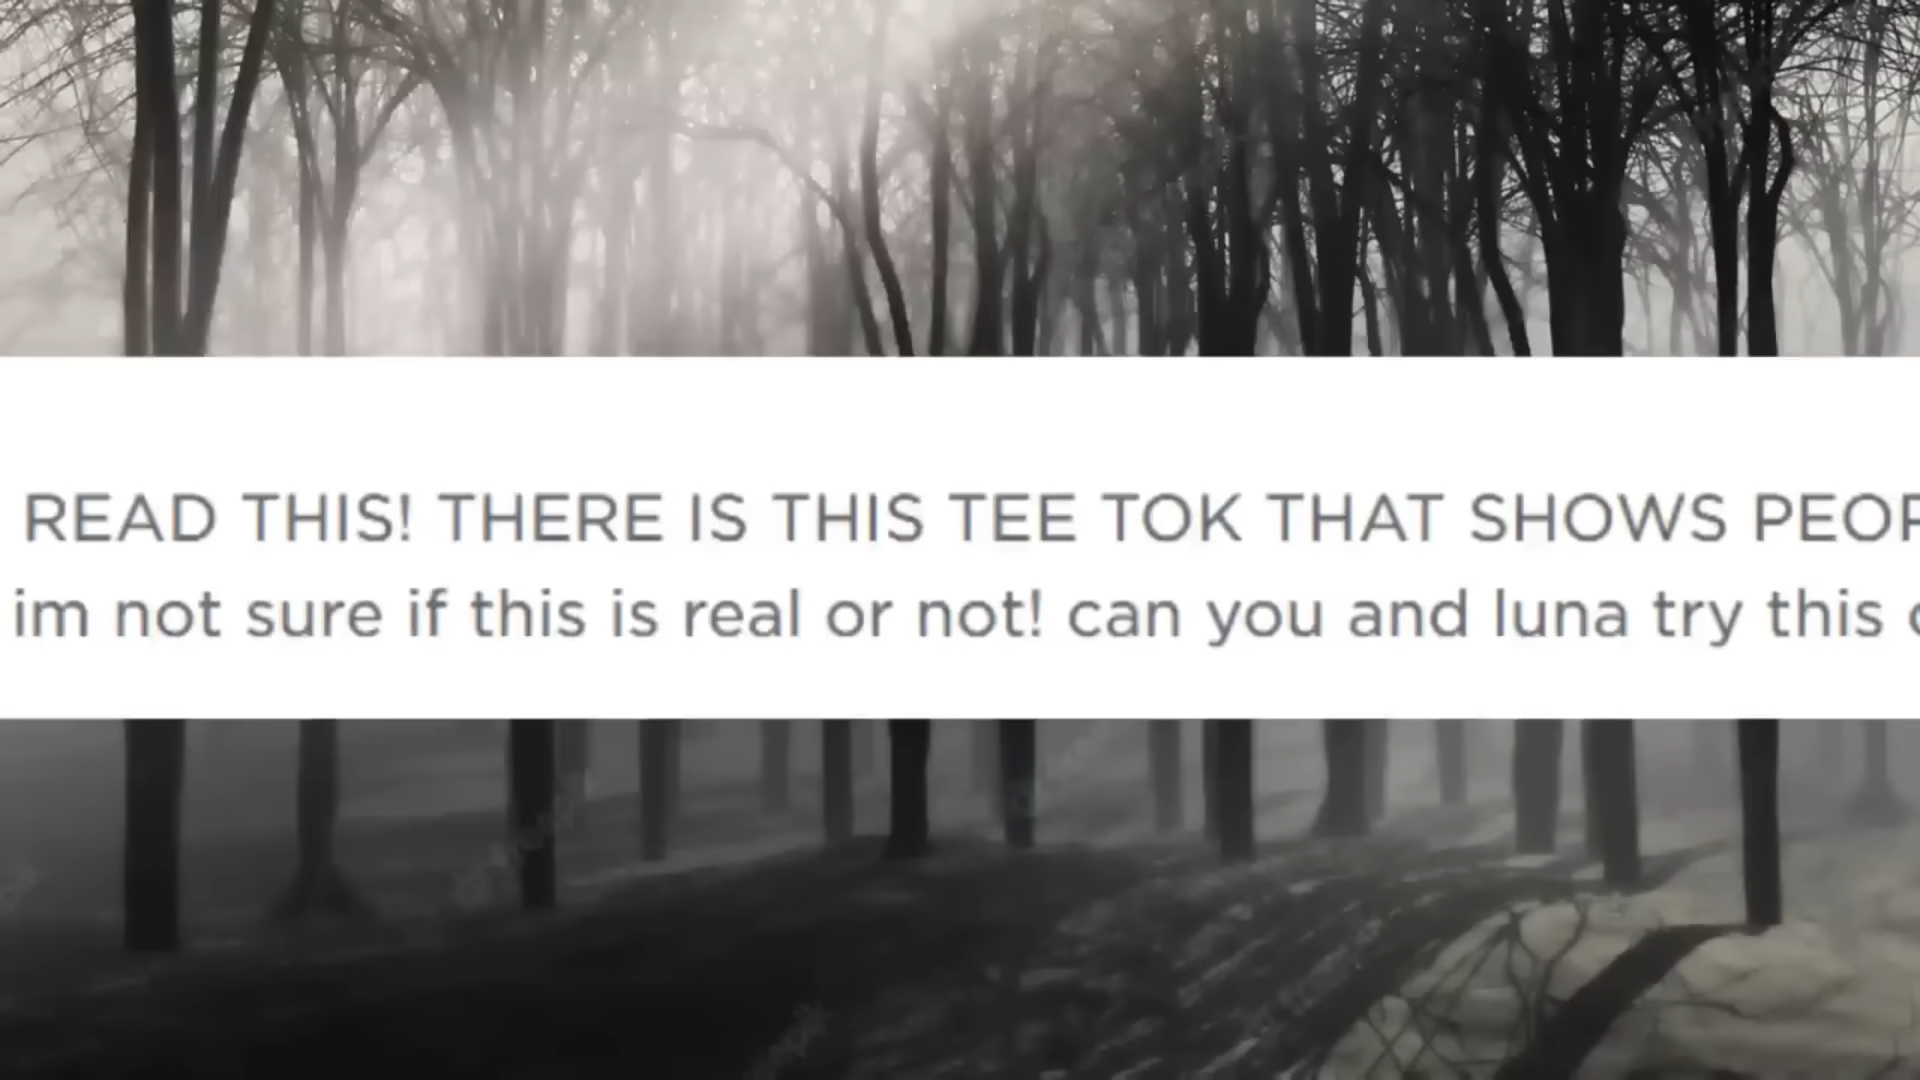 READ THIS! THERE IS THIS TEE TOK THAT SHOWS
im not sure if this is real or not! can you and luna try this